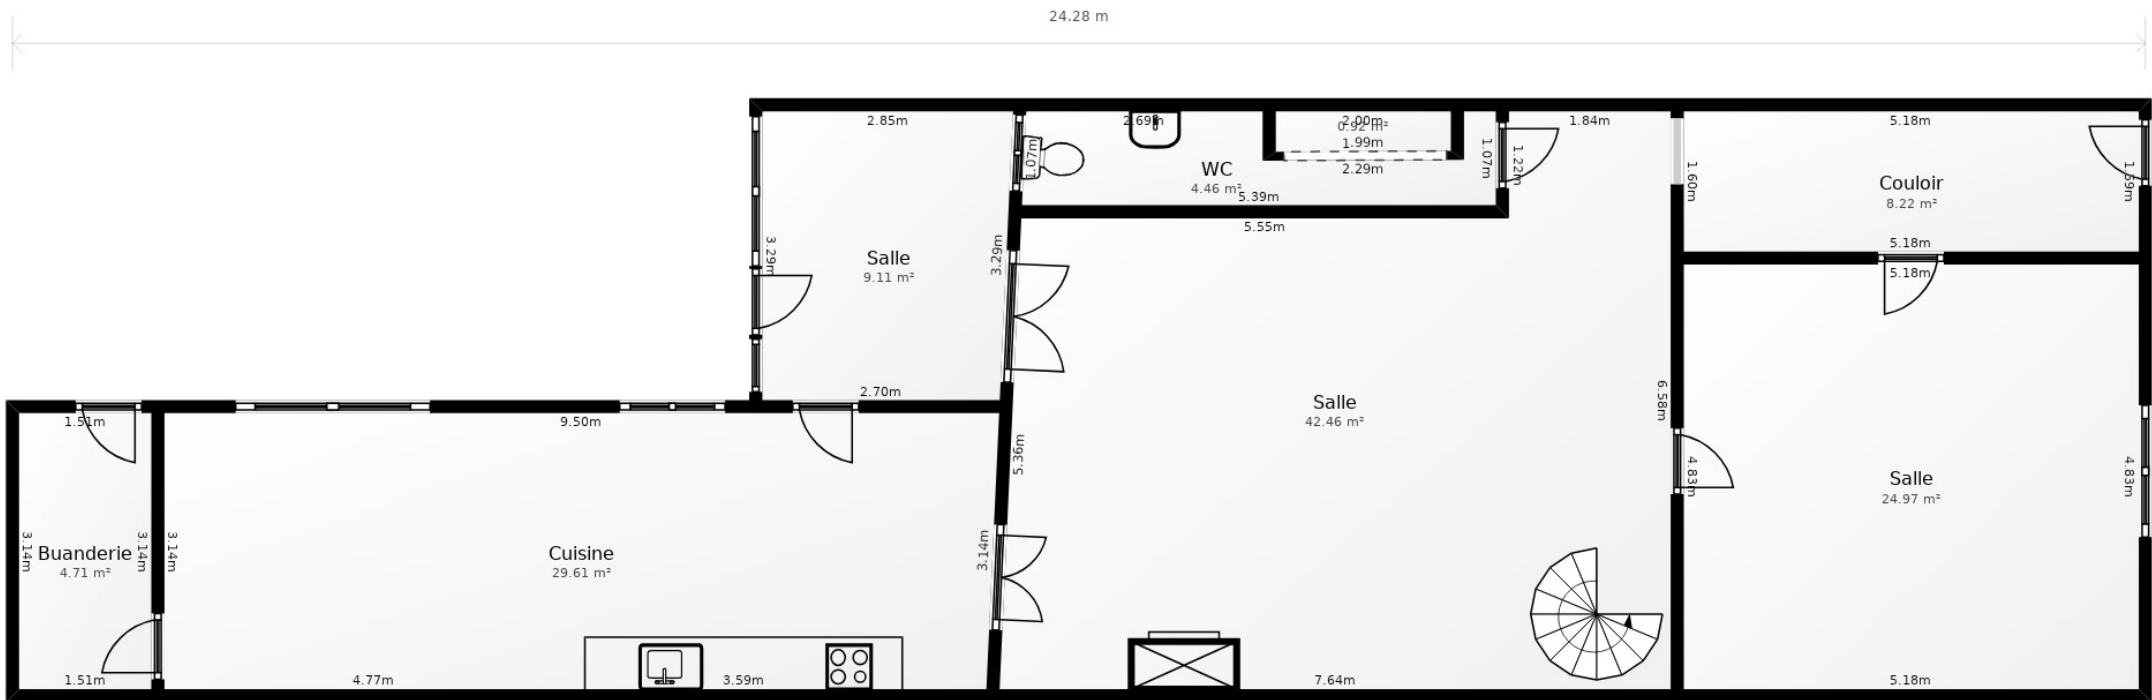 24.28 m
2.85m
2.69m
2.00m
0.92 m²
1.99m
2.29m
1.84m
5.18m
1.07m
1.07m
1.22m
1.60m
1.59m
WC
4.46 m²
5.39m
5.55m
Couloir
8.22 m²
5.18m
5.18m
3.29m
3.29m
Salle
9.11 m²
2.70m
1.51m
9.50m
Salle
42.46 m²
6.58m
5.36m
4.83m
4.83m
Salle
24.97 m²
3.14m
3.14m
3.14m
3.14m
Buanderie
4.71 m²
Cuisine
29.61 m²
1.51m
4.77m
3.59m
7.64m
5.18m